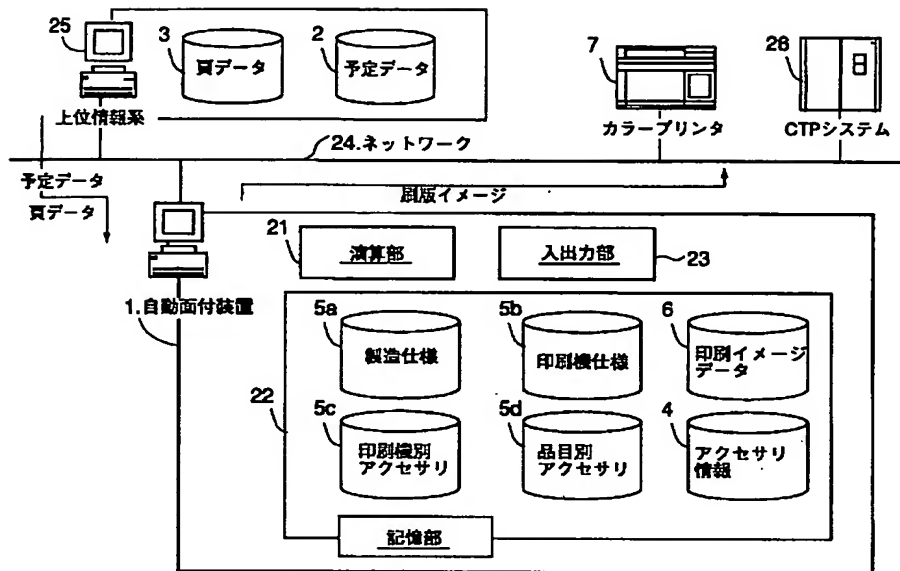 25
3
2
7
26
頁データ
予定データ
上位情報系
カラープリンタ
CTPシステム
24.ネットワーク
予定データ
頁データ
刷版イメージ
21
演算部
入出力部
23
1.自動面付装置
5a
5b
6
製造仕様
印刷機仕様
印刷イメージ
データ
22
5c
5d
4
印刷機別
アクセサリ
品目別
アクセサリ
アクセサリ
情報
記憶部